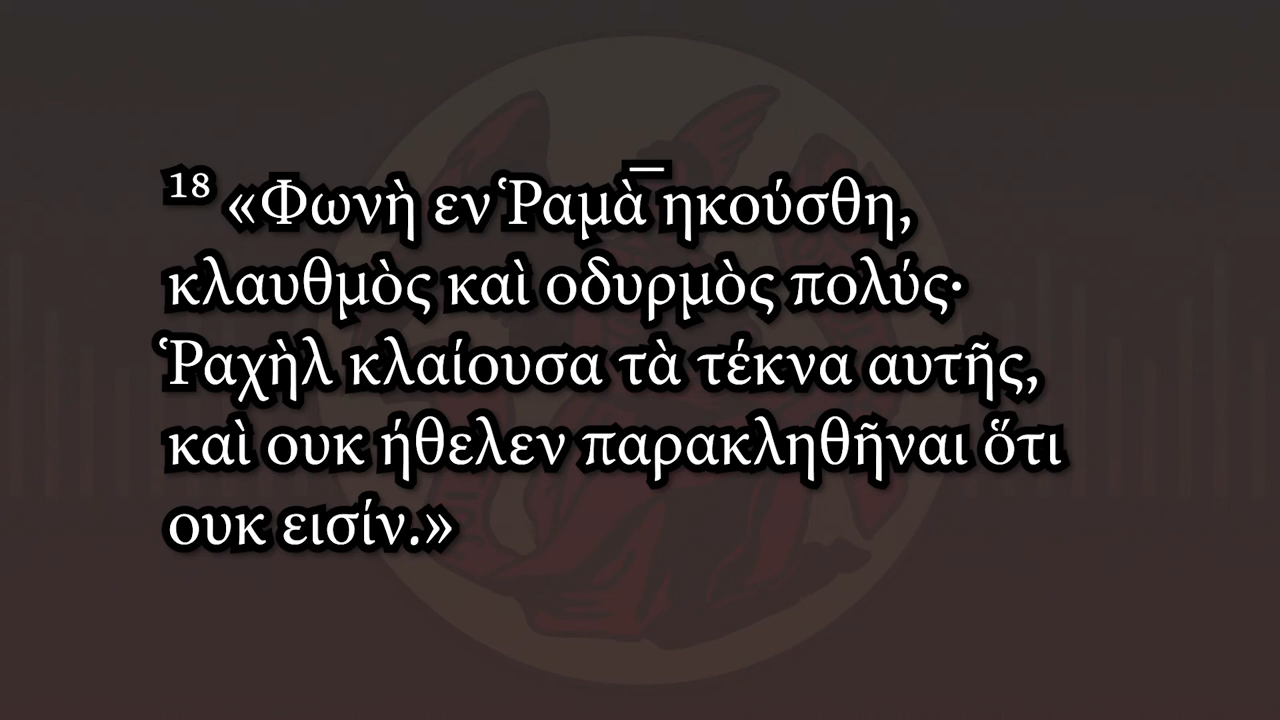 ¹⁸ «Φωνὴ εν Ῥαμὰ̅ ηκούσθη,
κλαυθμὸς καὶ οδυρμὸς πολύς·
Ῥαχὴλ κλαίουσα τὰ τέκνα αυτῆς,
καὶ ουκ ήθελεν παρακληθῆναι ὅτι
ουκ εισίν.»